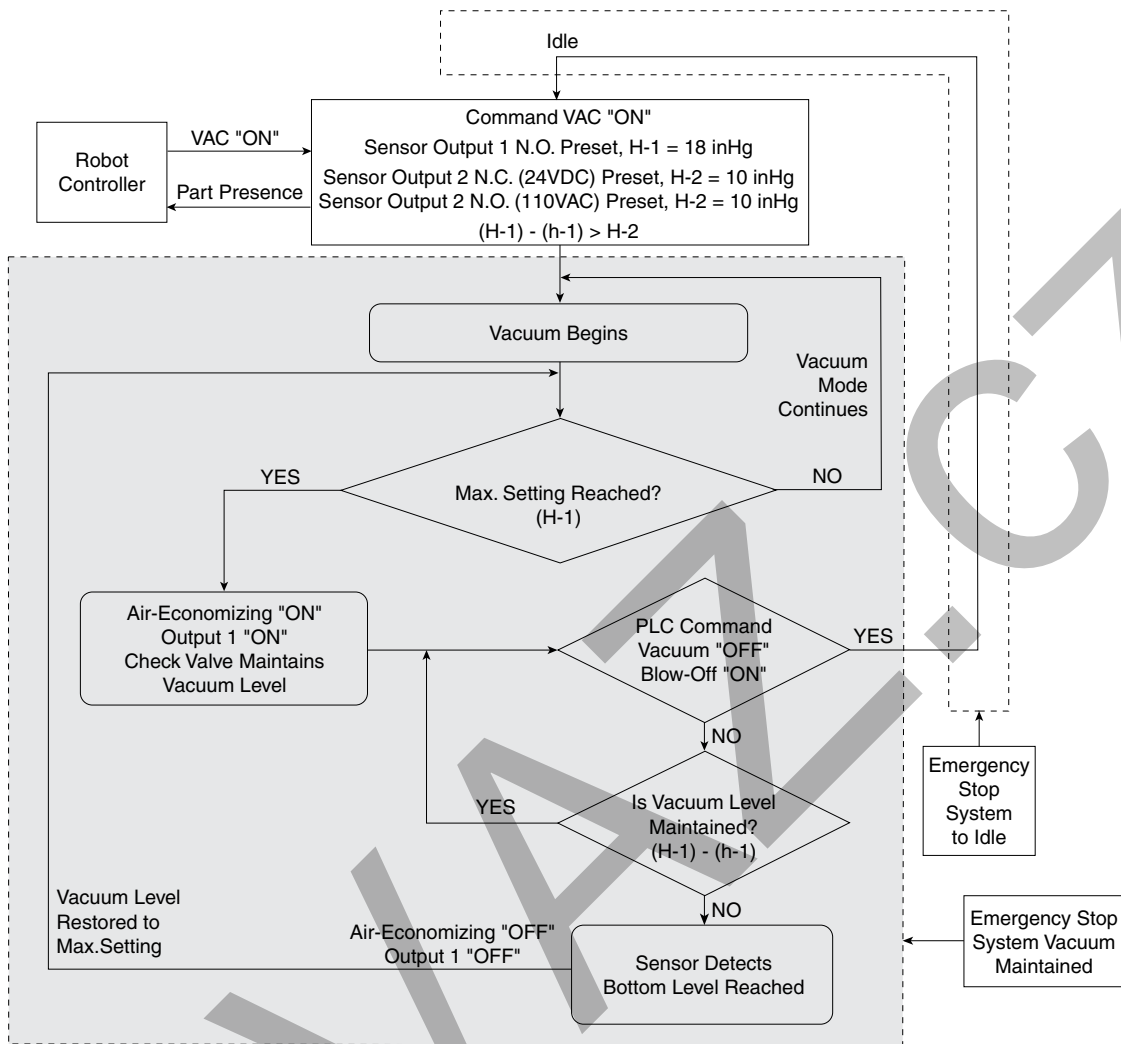 Idle
Command VAC "ON"
Sensor Output 1 N.O. Preset, H-1 = 18 inHg
Sensor Output 2 N.C. (24VDC) Preset, H-2 = 10 inHg
Sensor Output 2 N.O. (110VAC) Preset, H-2 = 10 inHg
(H-1) - (h-1) > H-2
Robot
Controller
VAC "ON"
Part Presence
Vacuum Begins
Vacuum
Mode
Continues
YES
Max. Setting Reached?
(H-1)
NO
Air-Economizing "ON"
Output 1 "ON"
Check Valve Maintains
Vacuum Level
PLC Command
Vacuum "OFF"
Blow-Off "ON"
YES
NO
YES
Is Vacuum Level
Maintained?
(H-1) - (h-1)
Emergency
Stop
System
to Idle
NO
Vacuum Level
Restored to
Max.Setting
Air-Economizing "OFF"
Output 1 "OFF"
Sensor Detects
Bottom Level Reached
Emergency Stop
System Vacuum
Maintained